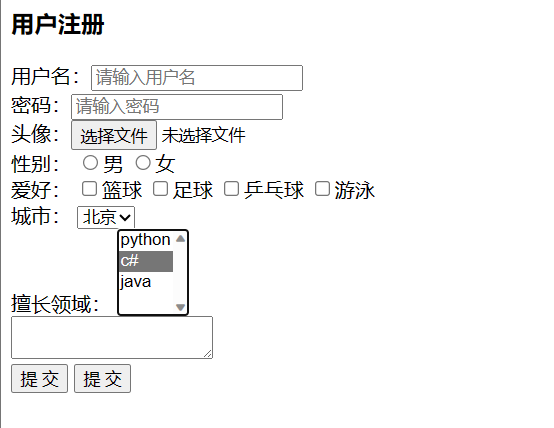 用户注册
用户名： 请输入用户名
密码： 请输入密码
头像： 选择文件 未选择文件
性别： 男 女
爱好： 篮球 足球 乒乓球 游泳
城市： 北京
python
c#
java
擅长领域：
提 交 提 交